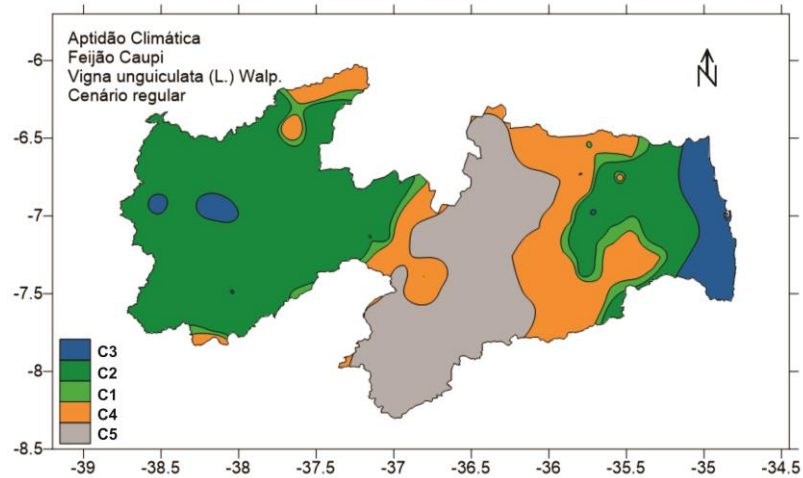 Aptidão Climática
Feijão Caupi
Vigna unguiculata (L.) Walp.
Cenário regular
N
-6
-6.5
-7
-7.5
-8
-8.5
C3
C2
C1
C4
C5
-39 -38.5 -38 -37.5 -37 -36.5 -36 -35.5 -35 -34.5